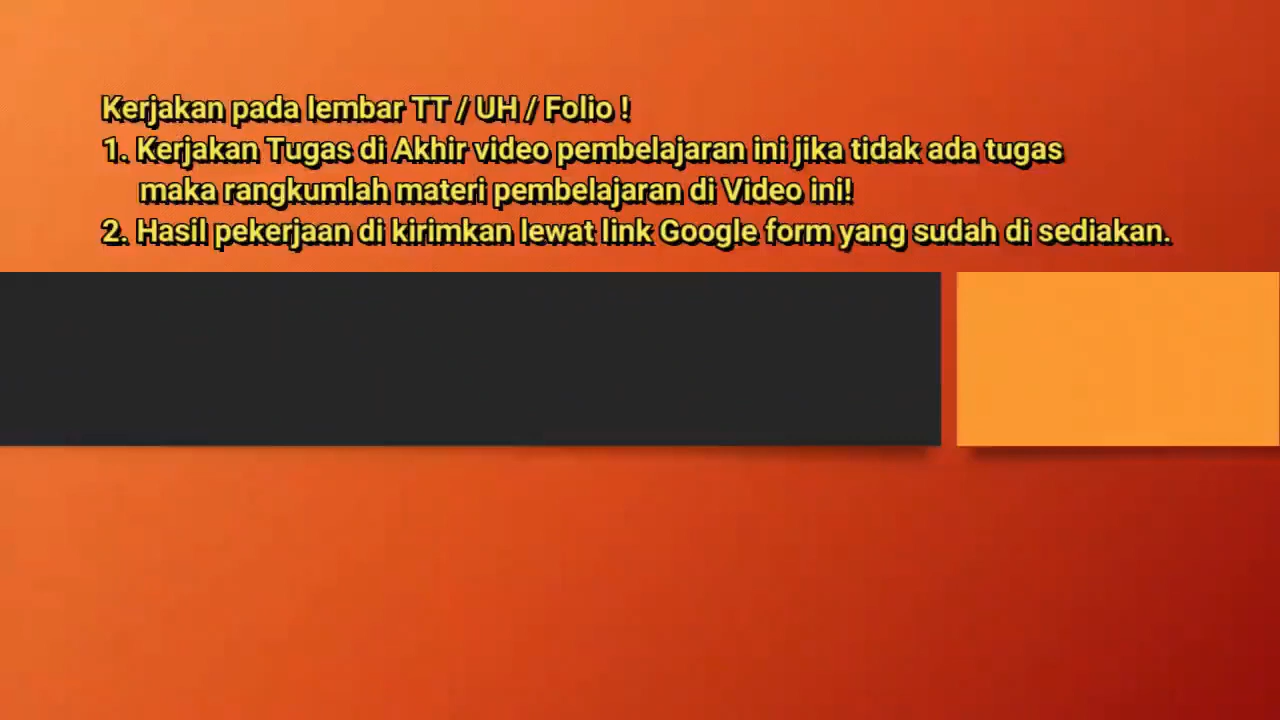 Kerjakan pada lembar TT / UH / Folio !
1. Kerjakan Tugas di Akhir video pembelajaran ini jika tidak ada tugas
maka rangkumlah materi pembelajaran di Video ini!
2. Hasil pekerjaan di kirimkan lewat link Google form yang sudah di sediakan.